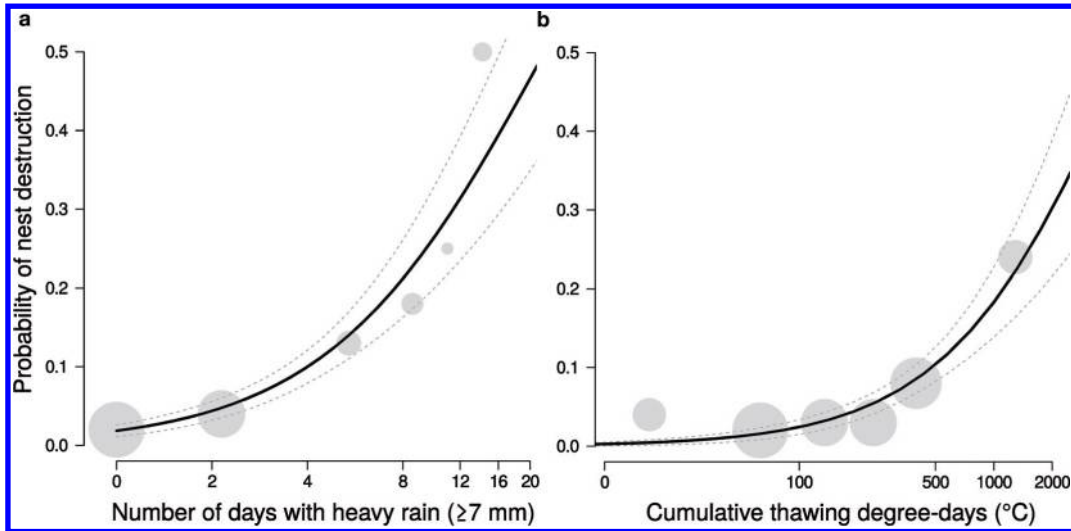 a
Probability of nest destruction
0.5
0.4
0.3
0.2
0.1
0.0
0 2 4 8 12 16 20
Number of days with heavy rain (≥7 mm)
b
0.5
0.4
0.3
0.2
0.1
0.0
0 100 500 1000 2000
Cumulative thawing degree-days (°C)